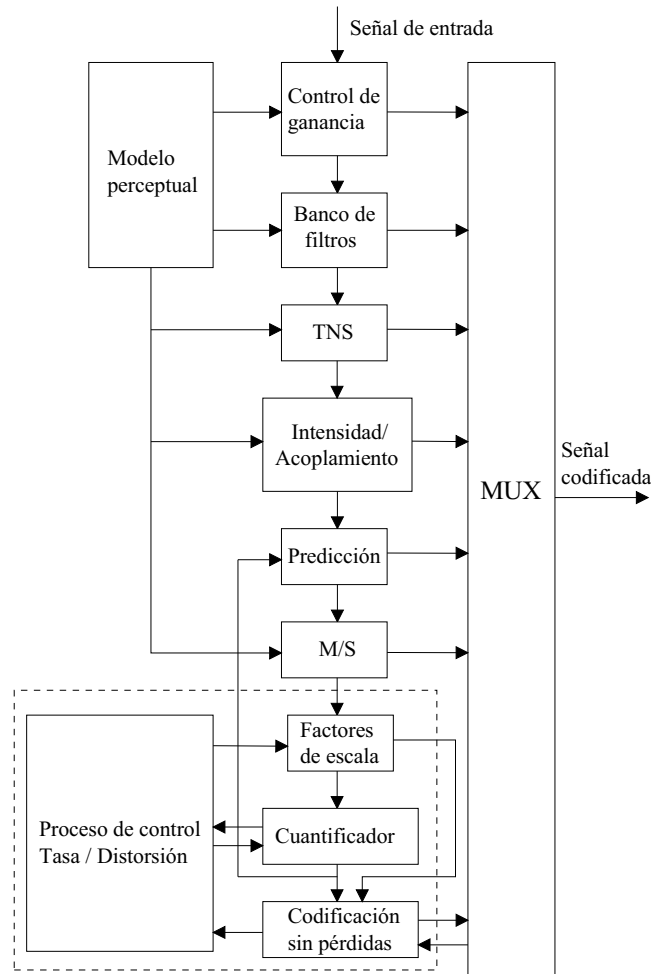 Señal de entrada
Control de
ganancia
Modelo
perceptual
Banco de
filtros
TNS
Intensidad/
Acoplamiento
Señal
codificada
MUX
Predicción
M/S
Factores
de escala
Proceso de control
Tasa / Distorsión
Cuantificador
Codificación
sin pérdidas